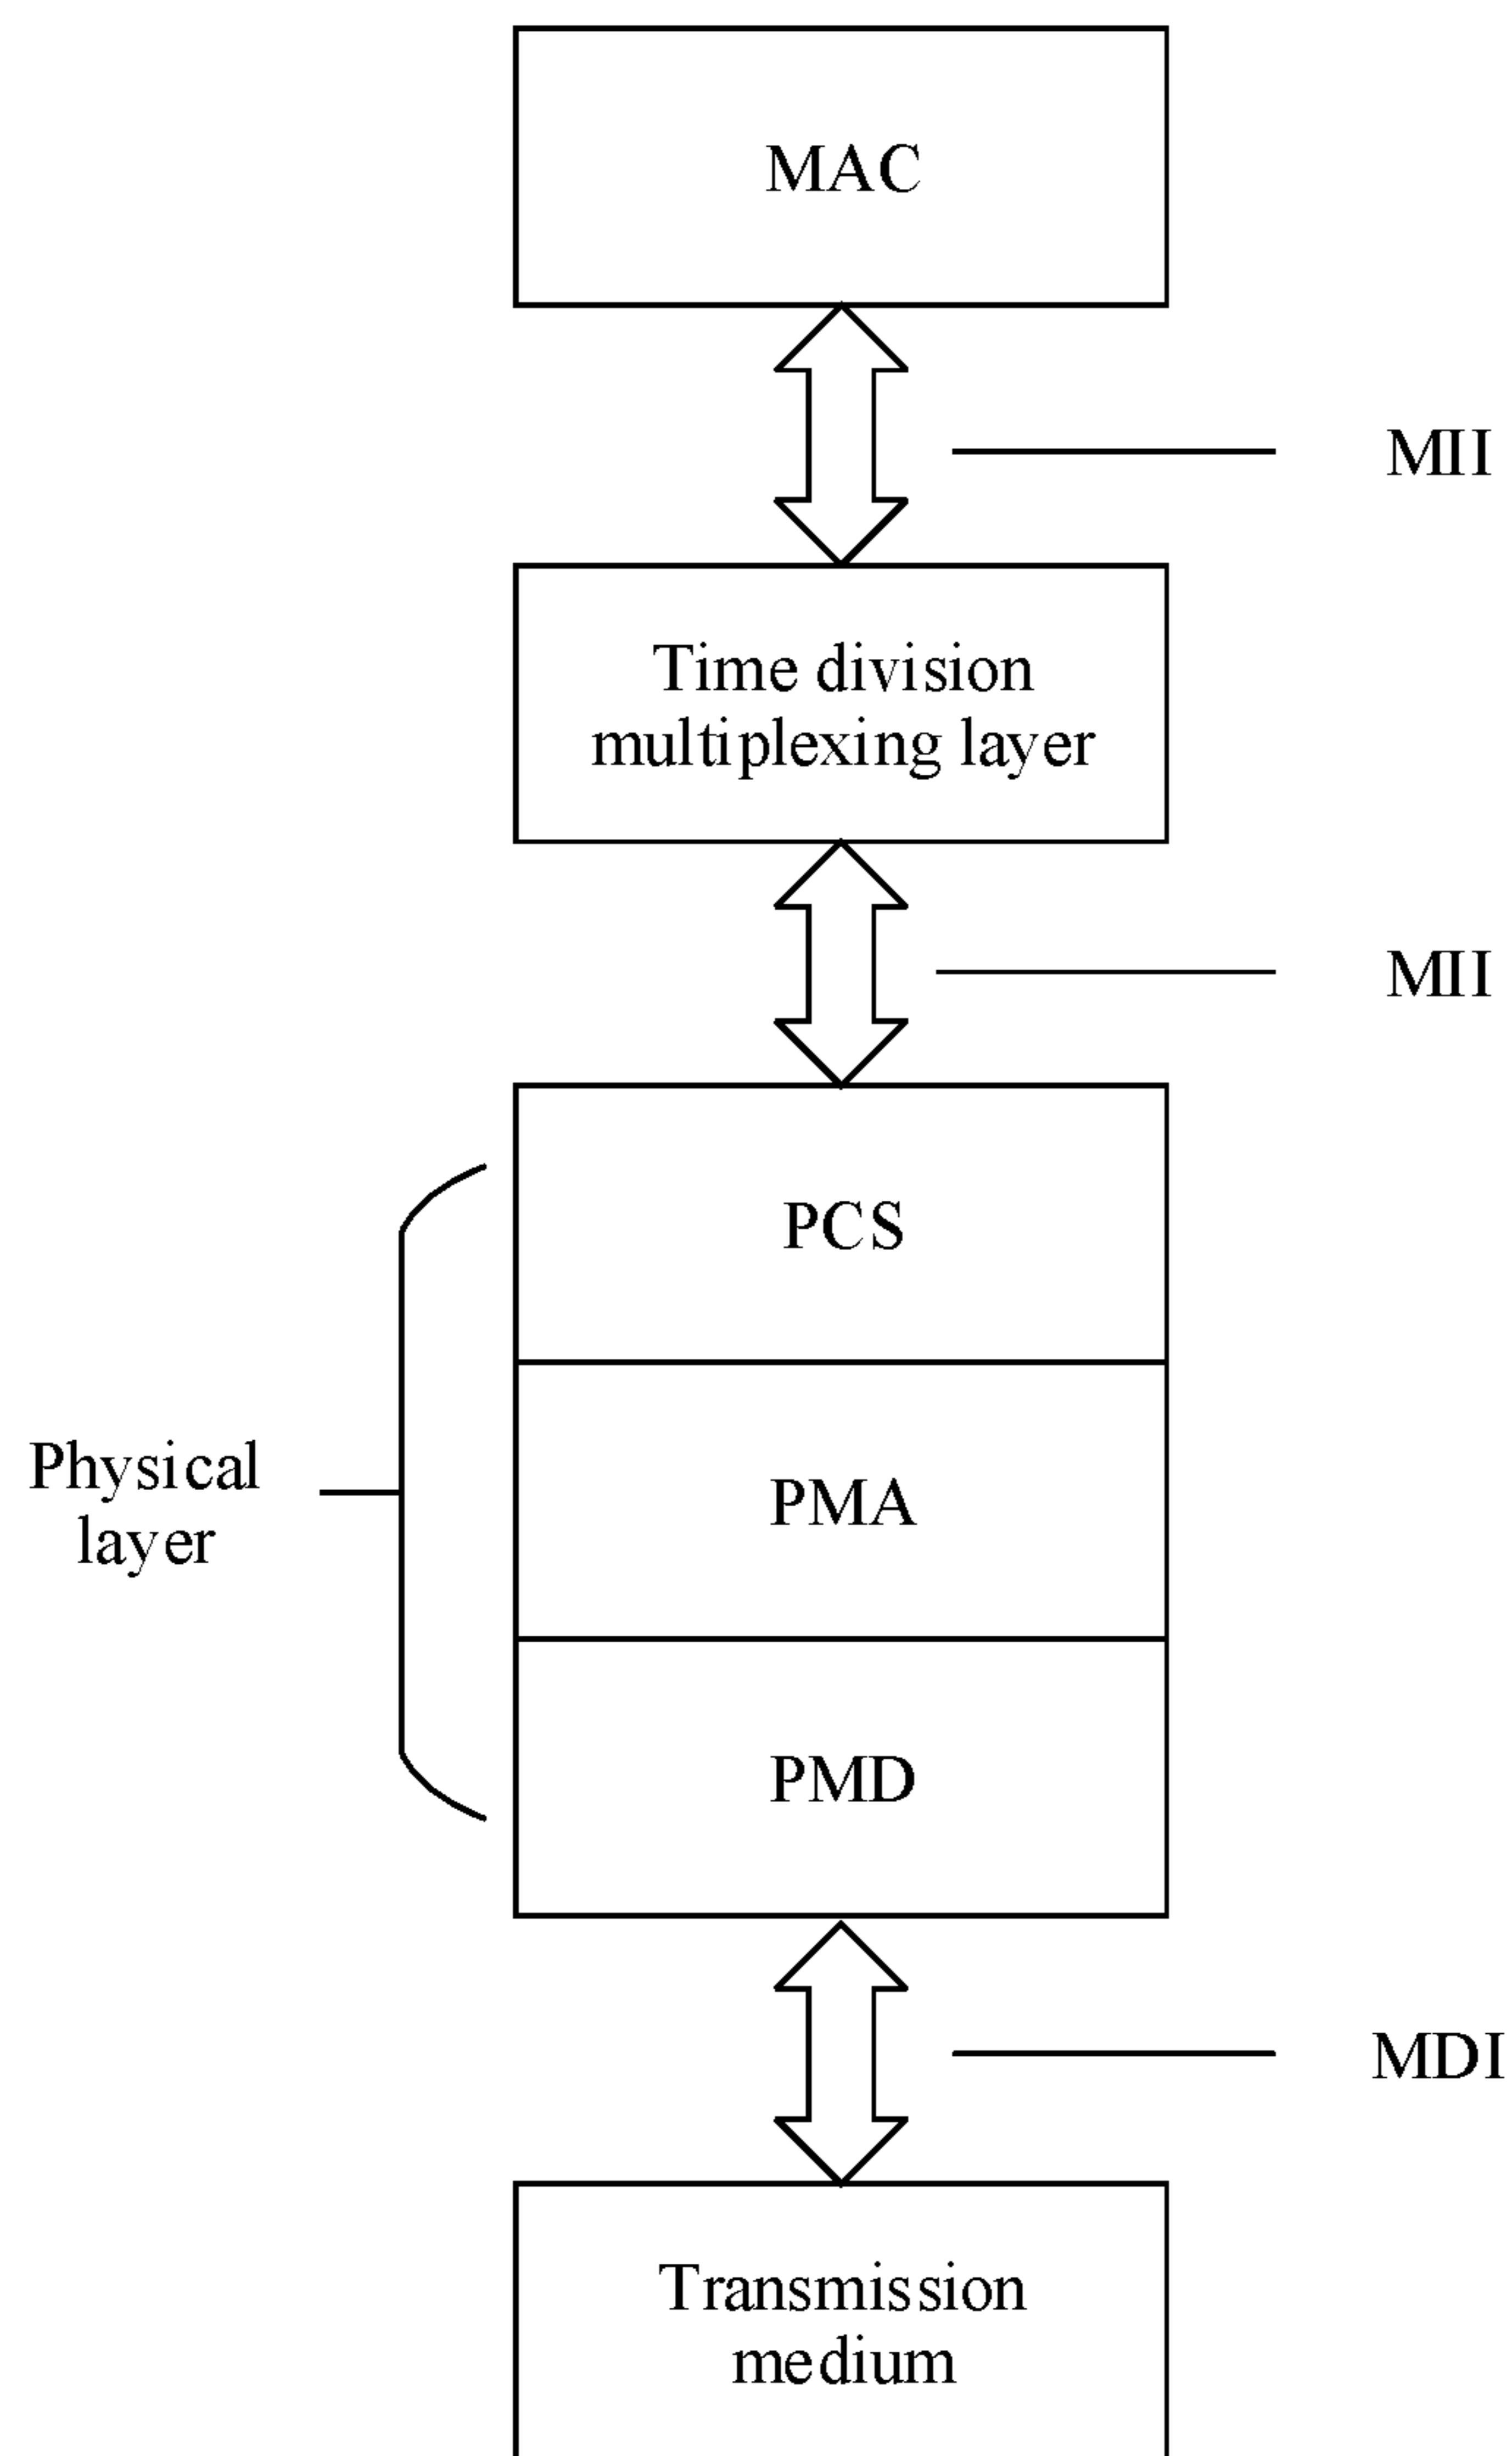 MAC
MII
Time division
multiplexing layer
MII
PCS
Physical
layer
PMA
PMD
MDI
Transmission
medium